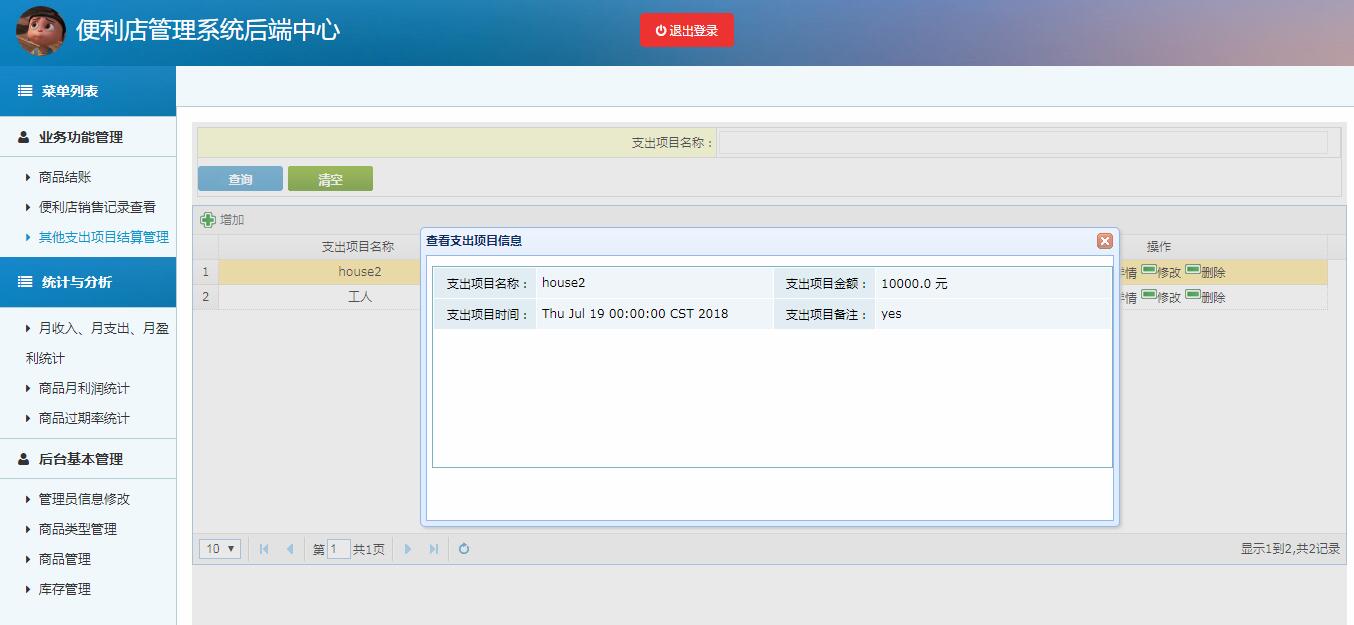 便利店管理系统后端中心
退出登录
菜单列表
业务功能管理
商品结账
便利店销售记录查看
其他支出项目结算管理
统计与分析
月收入、月支出、月盈
利统计
商品月利润统计
商品过期率统计
后台基本管理
管理员信息修改
商品类型管理
商品管理
库存管理
支出项目名称：
查询 清空
增加
支出项目名称 操作
1 house2 情 修改 删除
2 工人 情 修改 删除
查看支出项目信息
支出项目名称： house2 支出项目金额： 10000.0 元
支出项目时间： Thu Jul 19 00:00:00 CST 2018 支出项目备注： yes
10 第 1 共1页 显示1到2,共2记录